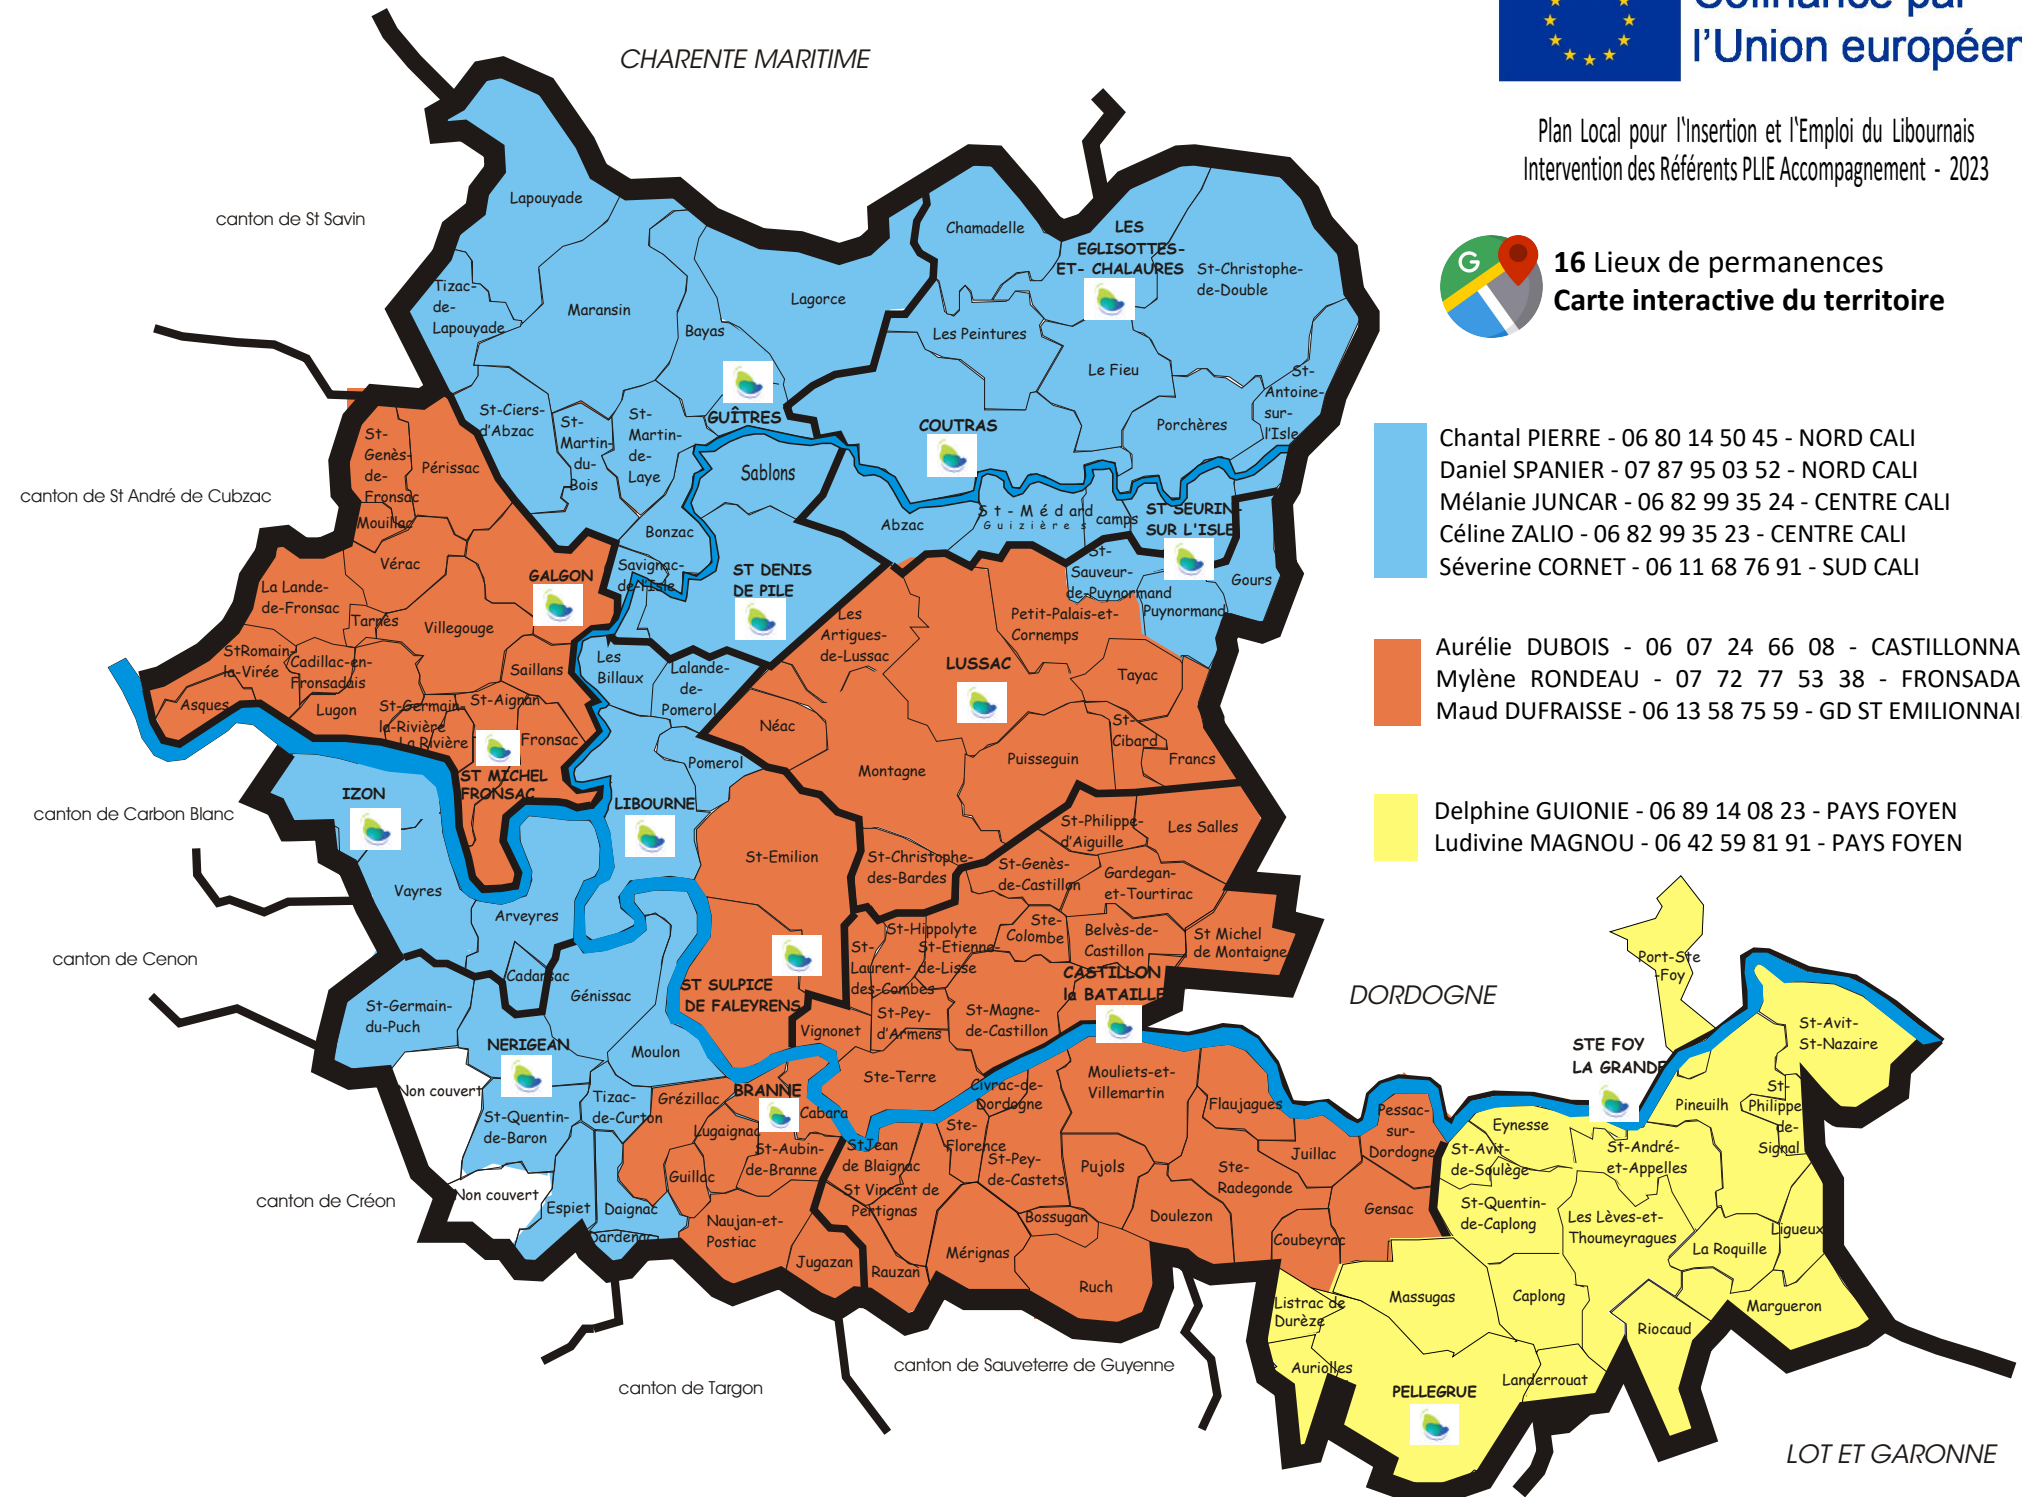 Cofinancé par
l'Union européen
Plan Local pour l'Insertion et l'Emploi du Libournais
Intervention des Référents PLIE Accompagnement - 2023
16 Lieux de permanences
Carte interactive du territoire
G
Chantal PIERRE - 06 80 14 50 45 - NORD CALI
Daniel SPANIER - 07 87 95 03 52 - NORD CALI
Mélanie JUNCAR - 06 82 99 35 24 - CENTRE CALI
Céline ZALIO - 06 82 99 35 23 - CENTRE CALI
Séverine CORNET - 06 11 68 76 91 - SUD CALI
Aurélie DUBOIS - 06 07 24 66 08 - CASTILLONNA
Mylène RONDEAU - 07 72 77 53 38 - FRONSADA
Maud DUFRAISSE - 06 13 58 75 59 - GD ST EMILIONNAI
Delphine GUIONIE - 06 89 14 08 23 - PAYS FOYEN
Ludivine MAGNOU - 06 42 59 81 91 - PAYS FOYEN
CHARENTE MARITIME
canton de St Savin
canton de St André de Cubzac
canton de Carbon Blanc
canton de Cenon
canton de Créon
canton de Targon
canton de Sauveterre de Guyenne
DORDOGNE
LOT ET GARONNE
Lapouyade
Tizac-
de-
Lapouyade
Maransin
Bayas
Lagorce
Chamadelle
LES
EGLISOTTES-
ET- CHALAURES
St-Christophe-
de-Double
Les Peintures
Le Fieu
St-
Antoine-
sur-
l'Isle
Porchères
COUTRAS
GUÎTRES
St-Ciers-
d'Abzac
St-
Martin-
du-
Bois
St-
Martin-
de-
Laye
Sablons
Bonzac
Savignac-
de-l'Isle
ST DENIS
DE PILE
Abzac
St-Médard
Guizières
camps
ST SEURIN-
SUR L'ISLE
St-
Sauveur-
de-Puynormand
Puynormand
Gours
St-
Genès-
de-
Fronsac
Périssac
Mouillac
Vérac
GALGON
La Lande-
de-Fronsac
Tarnès
Villegouge
StRomain-
la-Virée
Cadillac-en-
Fronsadais
Saillans
Asques
Lugon
St-Germain-
la-Rivière
La Rivière
St-Aignan
Fronsac
ST MICHEL
FRONSAC
Les
Billaux
Lalande-
de-
Pomerol
Pomerol
LIBOURNE
IZON
Vayres
Arveyres
Cadarsac
Génissac
St-Germain-
du-Puch
NERIGEAN
Moulon
Non couvert
St-Quentin-
de-Baron
Tizac-
de-Curton
Non couvert
Espiet
Daignac
Dardenac
Les
Artigues-
de-Lussac
Petit-Palais-et-
Cornemps
LUSSAC
Tayac
Néac
Montagne
Puisseguin
St-
Cibard
Francs
St-Emilion
St-Christophe-
des-Bardes
St-Philippe-
d'Aiguille
Les Salles
St-Genès-
de-Castillon
Gardegan-
et-Tourtirac
St-Hippolyte
St-Etienne-
de-Lisse
Ste-
Colombe
Belvès-de-
Castillon
St Michel
de Montaigne
St-
Laurent-
des-Combes
CASTILLON
la BATAILLE
ST SULPICE
DE FALEYRENS
Vignonet
St-Pey-
d'Armens
St-Magne-
de-Castillon
Ste-Terre
Civrac-de-
Dordogne
Mouliets-et-
Villemartin
Flaujagues
Pessac-
sur-
Dordogne
Grézillac
BRANNE
Cabara
Lugaignac
St-Aubin-
de-Branne
Guillac
StJean
de Blaignac
Ste-
Florence
St-Pey-
de-Castets
Pujols
Ste-
Radegonde
Juillac
St Vincent de
Pertignas
Naujan-et-
Postiac
Jugazan
Rauzan
Mérignas
Bossugan
Doulezon
Ruch
Coubeyrac
Gensac
Port-Ste
-Foy
STE FOY
LA GRANDE
St-Avit-
St-Nazaire
Pineuilh
St-
Philippe-
de-
Signal
Eynesse
St-Avit-
de-Soulège
St-André-
et-Appelles
St-Quentin-
de-Caplong
Les Lèves-et-
Thoumeyragues
La Roquille
Ligueux
Massugas
Caplong
Margueron
Riocaud
Listrac de
Durèze
Auriolles
Landerrouat
PELLEGRUE